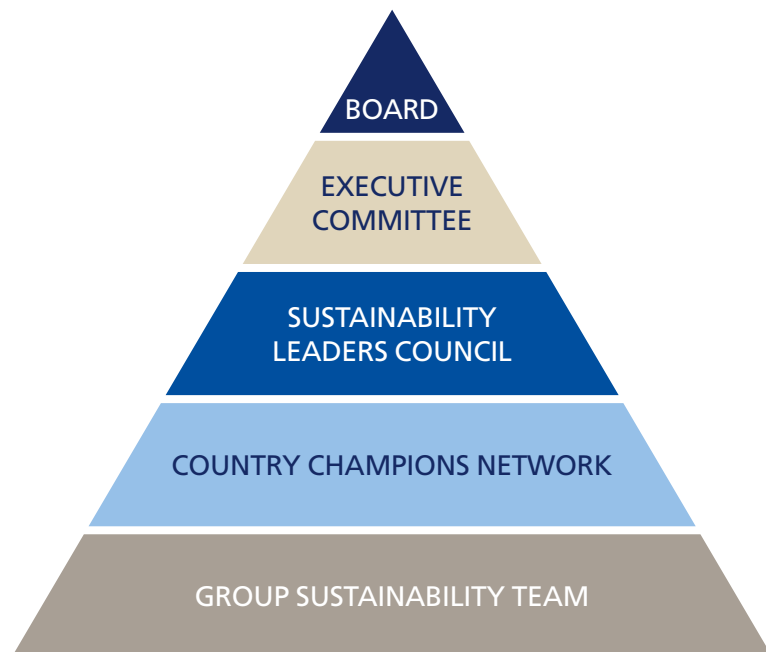 BOARD
EXECUTIVE
COMMITTEE
SUSTAINABILITY
LEADERS COUNCIL
COUNTRY CHAMPIONS NETWORK
GROUP SUSTAINABILITY TEAM